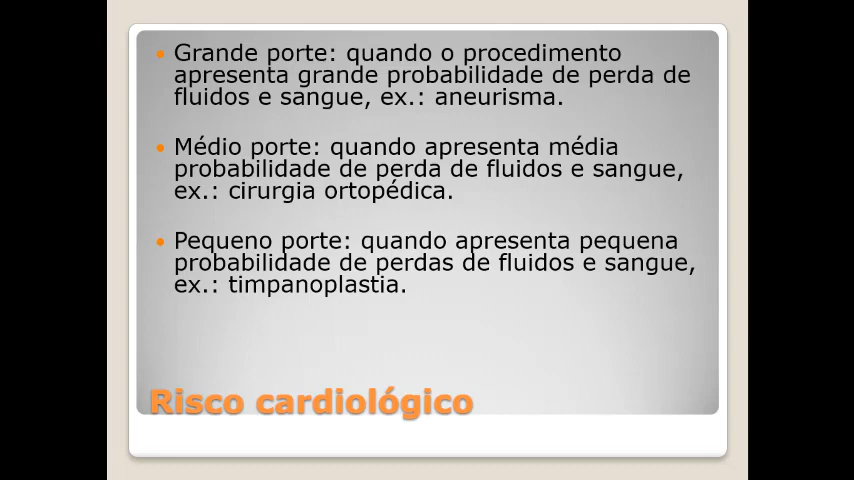 Grande porte: quando o procedimento
apresenta grande probabilidade de perda de
fluidos e sangue, ex.: aneurisma.
Médio porte: quando apresenta média
probabilidade de perda de fluidos e sangue,
ex.: cirurgia ortopédica.
Pequeno porte: quando apresenta pequena
probabilidade de perdas de fluidos e sangue,
ex.: timpanoplastia.
Risco cardiológico